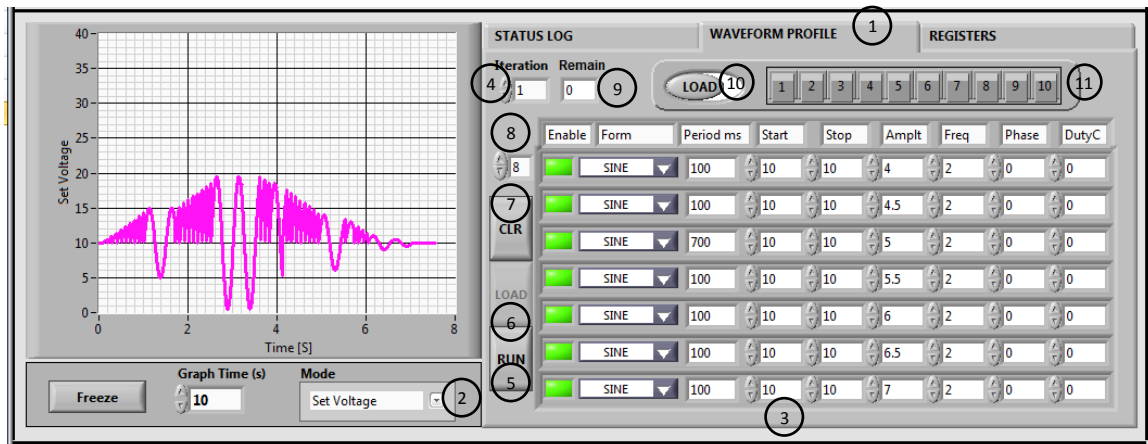 STATUS LOG WAVEFORM PROFILE 1 REGISTERS
Iteration Remain
4 1 0 9 LOAD 10 1 2 3 4 5 6 7 8 9 10 11
8 Enable Form Period ms Start Stop Amplt Freq Phase DutyC
8 SINE 100 10 10 4 2 0 0
7 SINE 100 10 10 4.5 2 0 0
CLR
SINE 700 10 10 5 2 0 0
SINE 100 10 10 5.5 2 0 0
LOAD
6 SINE 100 10 10 6 2 0 0
RUN SINE 100 10 10 6.5 2 0 0
5 SINE 100 10 10 7 2 0 0
3
40
35
30
25
20
15
10
5
0
Set Voltage
0 2 4 6 8
Time [S]
Graph Time (s) Mode
Freeze 10 Set Voltage 2